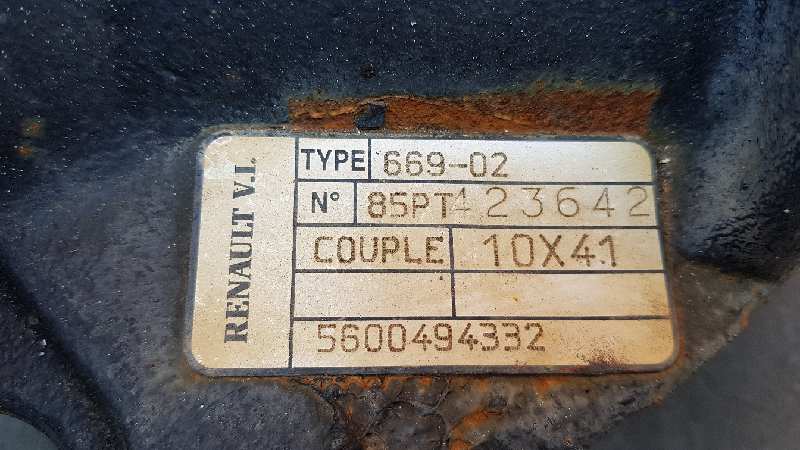 RENAULT V.I.
TYPE 669-02
N° 85PT423642
COUPLE 10X41
5600494332